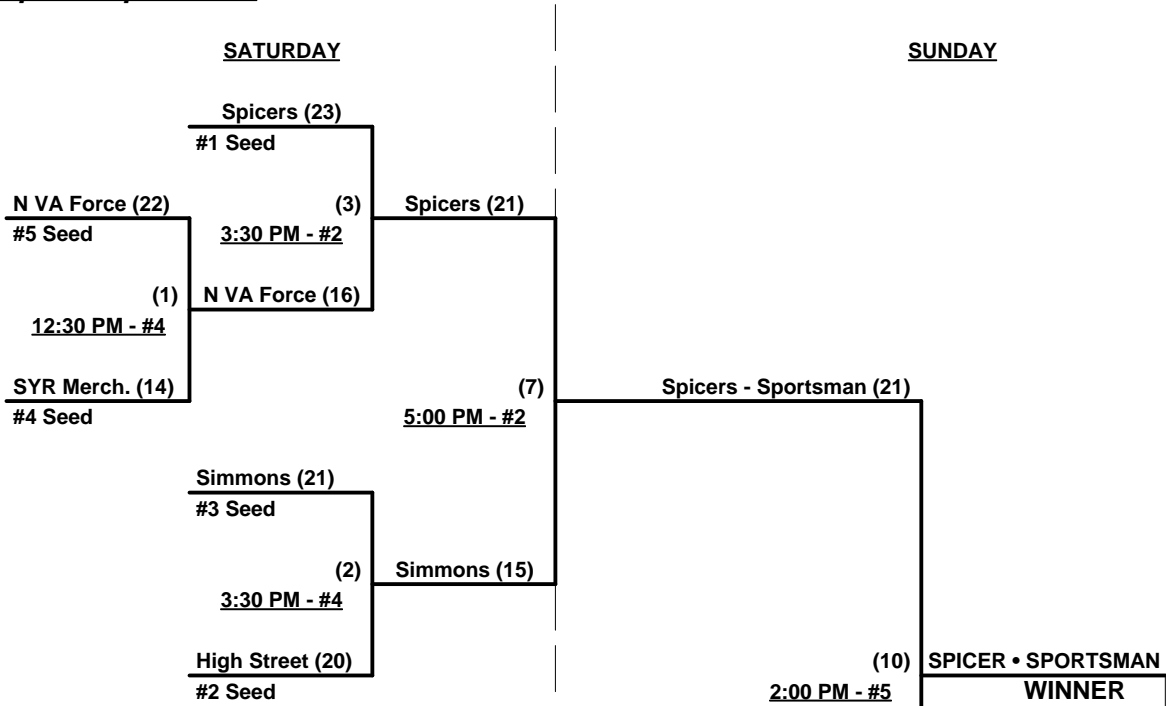 SATURDAY
SUNDAY
Spicers (23)
#1 Seed
N VA Force (22)
(3)
Spicers (21)
#5 Seed
3:30 PM - #2
(1)
N VA Force (16)
12:30 PM - #4
SYR Merch. (14)
(7)
Spicers - Sportsman (21)
#4 Seed
5:00 PM - #2
Simmons (21)
#3 Seed
(2)
Simmons (15)
3:30 PM - #4
High Street (20)
(10)
SPICER • SPORTSMAN
#2 Seed
2:00 PM - #5
WINNER